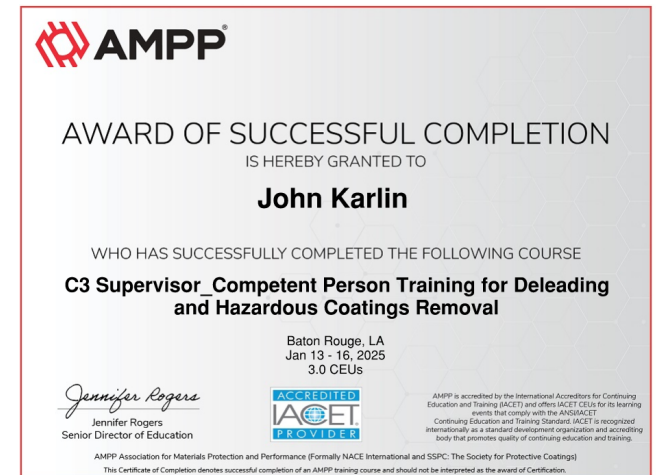 AMPP®
AWARD OF SUCCESSFUL COMPLETION
IS HEREBY GRANTED TO
John Karlin
WHO HAS SUCCESSFULLY COMPLETED THE FOLLOWING COURSE
C3 Supervisor_Competent Person Training for Deleading
and Hazardous Coatings Removal
Baton Rouge, LA
Jan 13 - 16, 2025
3.0 CEUs
Jennifer Rogers
Jennifer Rogers
Senior Director of Education
ACCREDITED
IACET
PROVIDER
AMPP is accredited by the International Accreditors for Continuing
Education and Training (IACET) and offers IACET CEUs for its learning
events that comply with the ANSI/IACET
Continuing Education and Training Standard. IACET is recognized
internationally as a standard development organization and accrediting
body that promotes quality of continuing education and training.
AMPP Association for Materials Protection and Performance (Formally NACE International and SSPC: The Society for Protective Coatings)
This Certificate of Completion denotes successful completion of an AMPP training course and should not be interpreted as the award of Certification.